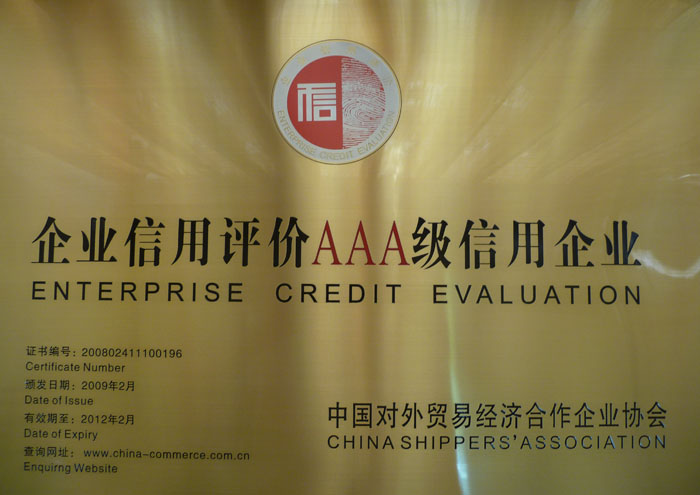 信
ENTERPRISE CREDIT EVALUATION
企业信用评价AAA级信用企业
ENTERPRISE CREDIT EVALUATION
证书编号：200802411100196
Certificate Number
颁发日期：2009年2月
Date of Issue
有效期至：2012年2月
Date of Expiry
查询网址：www.china-commerce.com.cn
Enquirng Website
中国对外贸易经济合作企业协会
CHINA SHIPPERS'ASSOCIATION